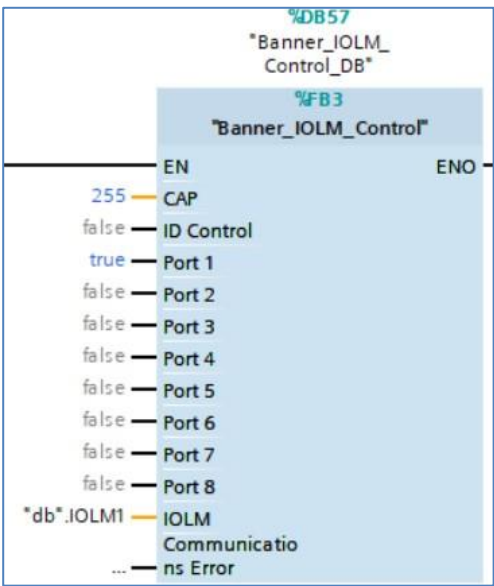 %DB57
"Banner_IOLM_
Control_DB"
%FB3
"Banner_IOLM_Control"
EN ENO
255 CAP
false ID Control
true Port 1
false Port 2
false Port 3
false Port 4
false Port 5
false Port 6
false Port 7
false Port 8
"db".IOLM1 IOLM
Communicatio
... ns Error